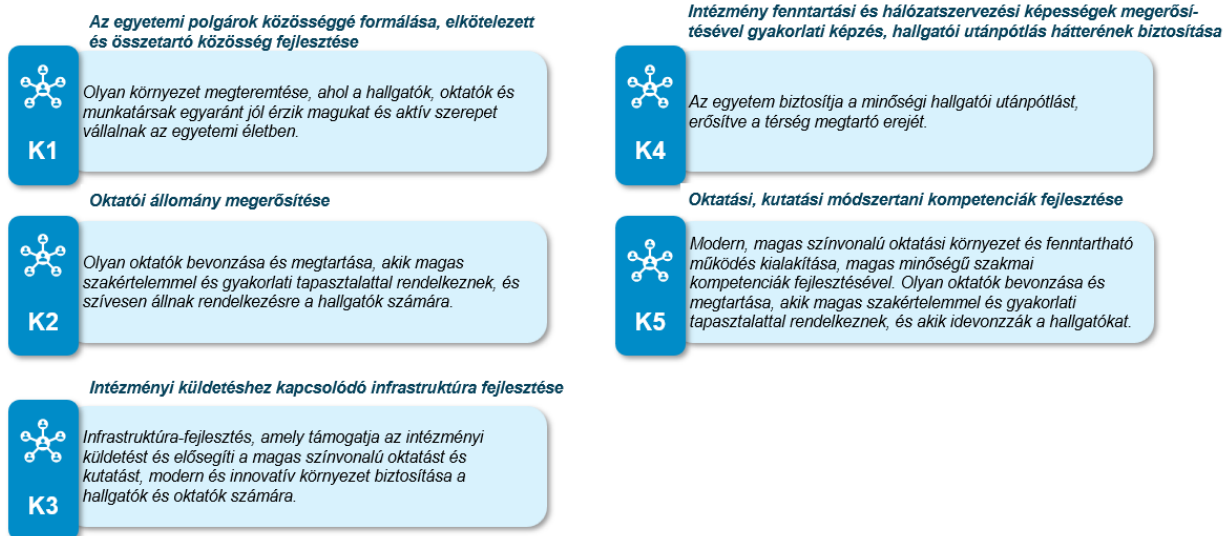 Az egyetemi polgárok közösséggé formálása, elkötelezett
és összetartó közösség fejlesztése
Olyan környezet megteremtése, ahol a hallgatók, oktatók és
munkatársak egyaránt jól érzik magukat és aktív szerepet
vállalnak az egyetemi életben.
K1
Oktatói állomány megerősítése
Olyan oktatók bevonzása és megtartása, akik magas
szakértelemmel és gyakorlati tapasztalattal rendelkeznek, és
szívesen állnak rendelkezésre a hallgatók számára.
K2
Intézményi küldetéshez kapcsolódó infrastruktúra fejlesztése
Infrastruktúra-fejlesztés, amely támogatja az intézményi
küldetést és elősegíti a magas színvonalú oktatást és
kutatást, modern és innovatív környezet biztosítása a
hallgatók és oktatók számára.
K3
Intézmény fenntartási és hálózatszervezési képességek megerősí-
tésével gyakorlati képzés, hallgatói utánpótlás hátterének biztosítása
Az egyetem biztosítja a minőségi hallgatói utánpótlást,
erősítve a térség megtartó erejét.
K4
Oktatási, kutatási módszertani kompetenciák fejlesztése
Modern, magas színvonalú oktatási környezet és fenntartható
működés kialakítása, magas minőségű szakmai
kompetenciák fejlesztésével. Olyan oktatók bevonzása és
megtartása, akik magas szakértelemmel és gyakorlati
tapasztalattal rendelkeznek, és akik idevonzzák a hallgatókat.
K5